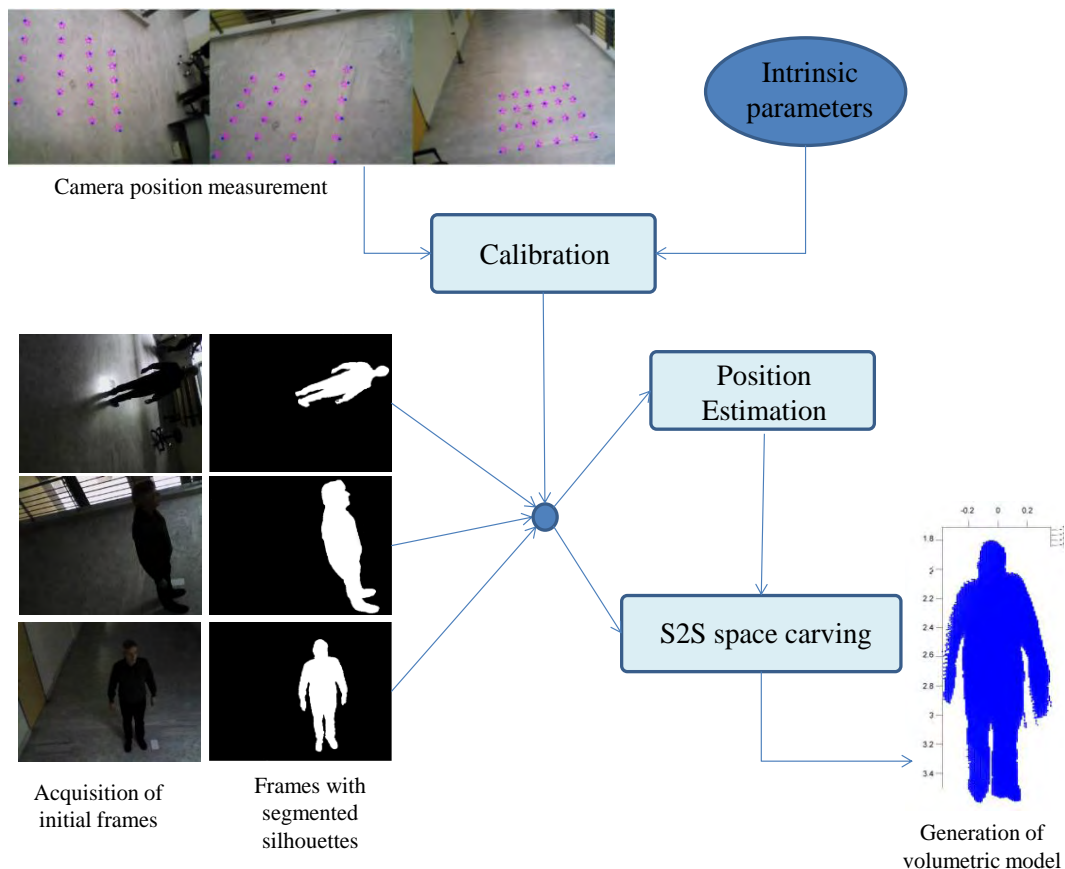 Intrinsic
parameters
Camera position measurement
Calibration
Position
Estimation
S2S space carving
-0.2 0 0.2
1.8
2
2.2
2.4
2.6
2.8
3
3.2
3.4
Acquisition of
initial frames
Frames with
segmented
silhouettes
Generation of
volumetric model